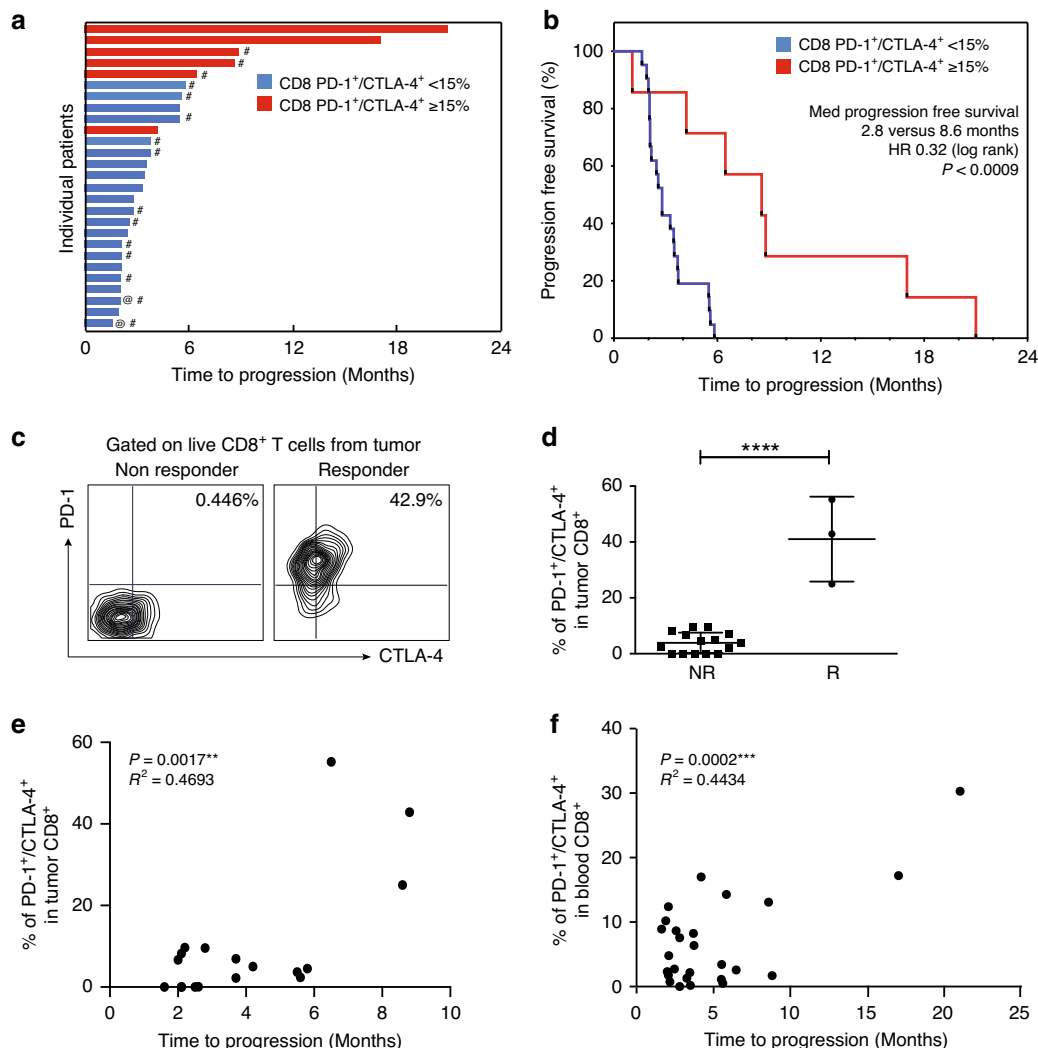 a
Individual patients
#
#
#
#
#
#
#
#
#
#
#
#
#
@ #
@ #
CD8 PD-1⁺/CTLA-4⁺ <15%
CD8 PD-1⁺/CTLA-4⁺ ≥15%
0 6 12 18 24
Time to progression (Months)
b
Progression free survival (%)
100
80
60
40
20
0
CD8 PD-1⁺/CTLA-4⁺ <15%
CD8 PD-1⁺/CTLA-4⁺ ≥15%
Med progression free survival
2.8 versus 8.6 months
HR 0.32 (log rank)
P < 0.0009
0 6 12 18 24
Time to progression (Months)
c
Gated on live CD8⁺ T cells from tumor
Non responder Responder
PD-1
0.446% 42.9%
CTLA-4
d
% of PD-1⁺/CTLA-4⁺
in tumor CD8⁺
60
40
20
0
****
NR R
e
% of PD-1⁺/CTLA-4⁺
in tumor CD8⁺
60
40
20
0
P = 0.0017**
R² = 0.4693
0 2 4 6 8 10
Time to progression (Months)
f
% of PD-1⁺/CTLA-4⁺
in blood CD8⁺
40
30
20
10
0
P = 0.0002***
R² = 0.4434
0 5 10 15 20 25
Time to progression (Months)